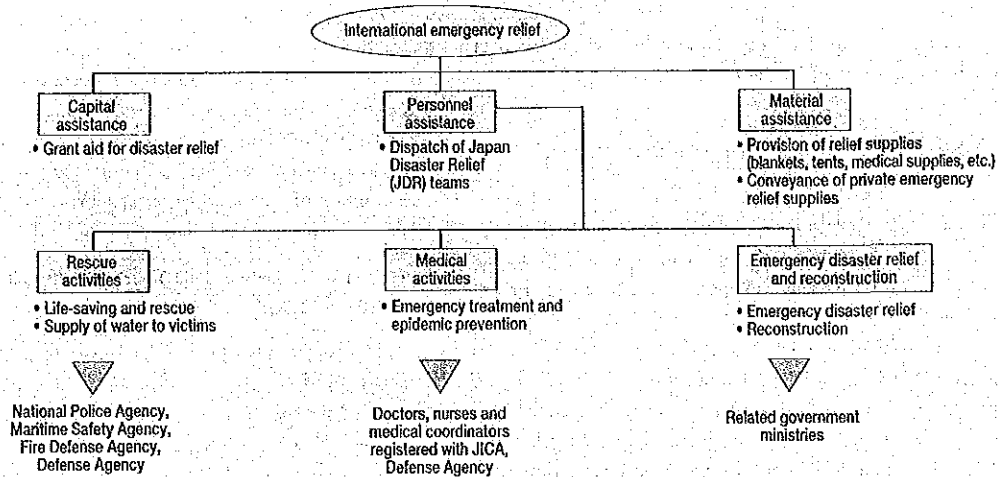 International emergency relief
Capital
assistance
• Grant aid for disaster relief
Personnel
assistance
• Dispatch of Japan
Disaster Relief
(JDR) teams
Material
assistance
• Provision of relief supplies
(blankets, tents, medical supplies, etc.)
• Conveyance of private emergency
relief supplies
Rescue
activities
• Life-saving and rescue
• Supply of water to victims
Medical
activities
• Emergency treatment and
epidemic prevention
Emergency disaster relief
and reconstruction
• Emergency disaster relief
• Reconstruction
National Police Agency,
Maritime Safety Agency,
Fire Defense Agency,
Defense Agency
Doctors, nurses and
medical coordinators
registered with JICA,
Defense Agency
Related government
ministries